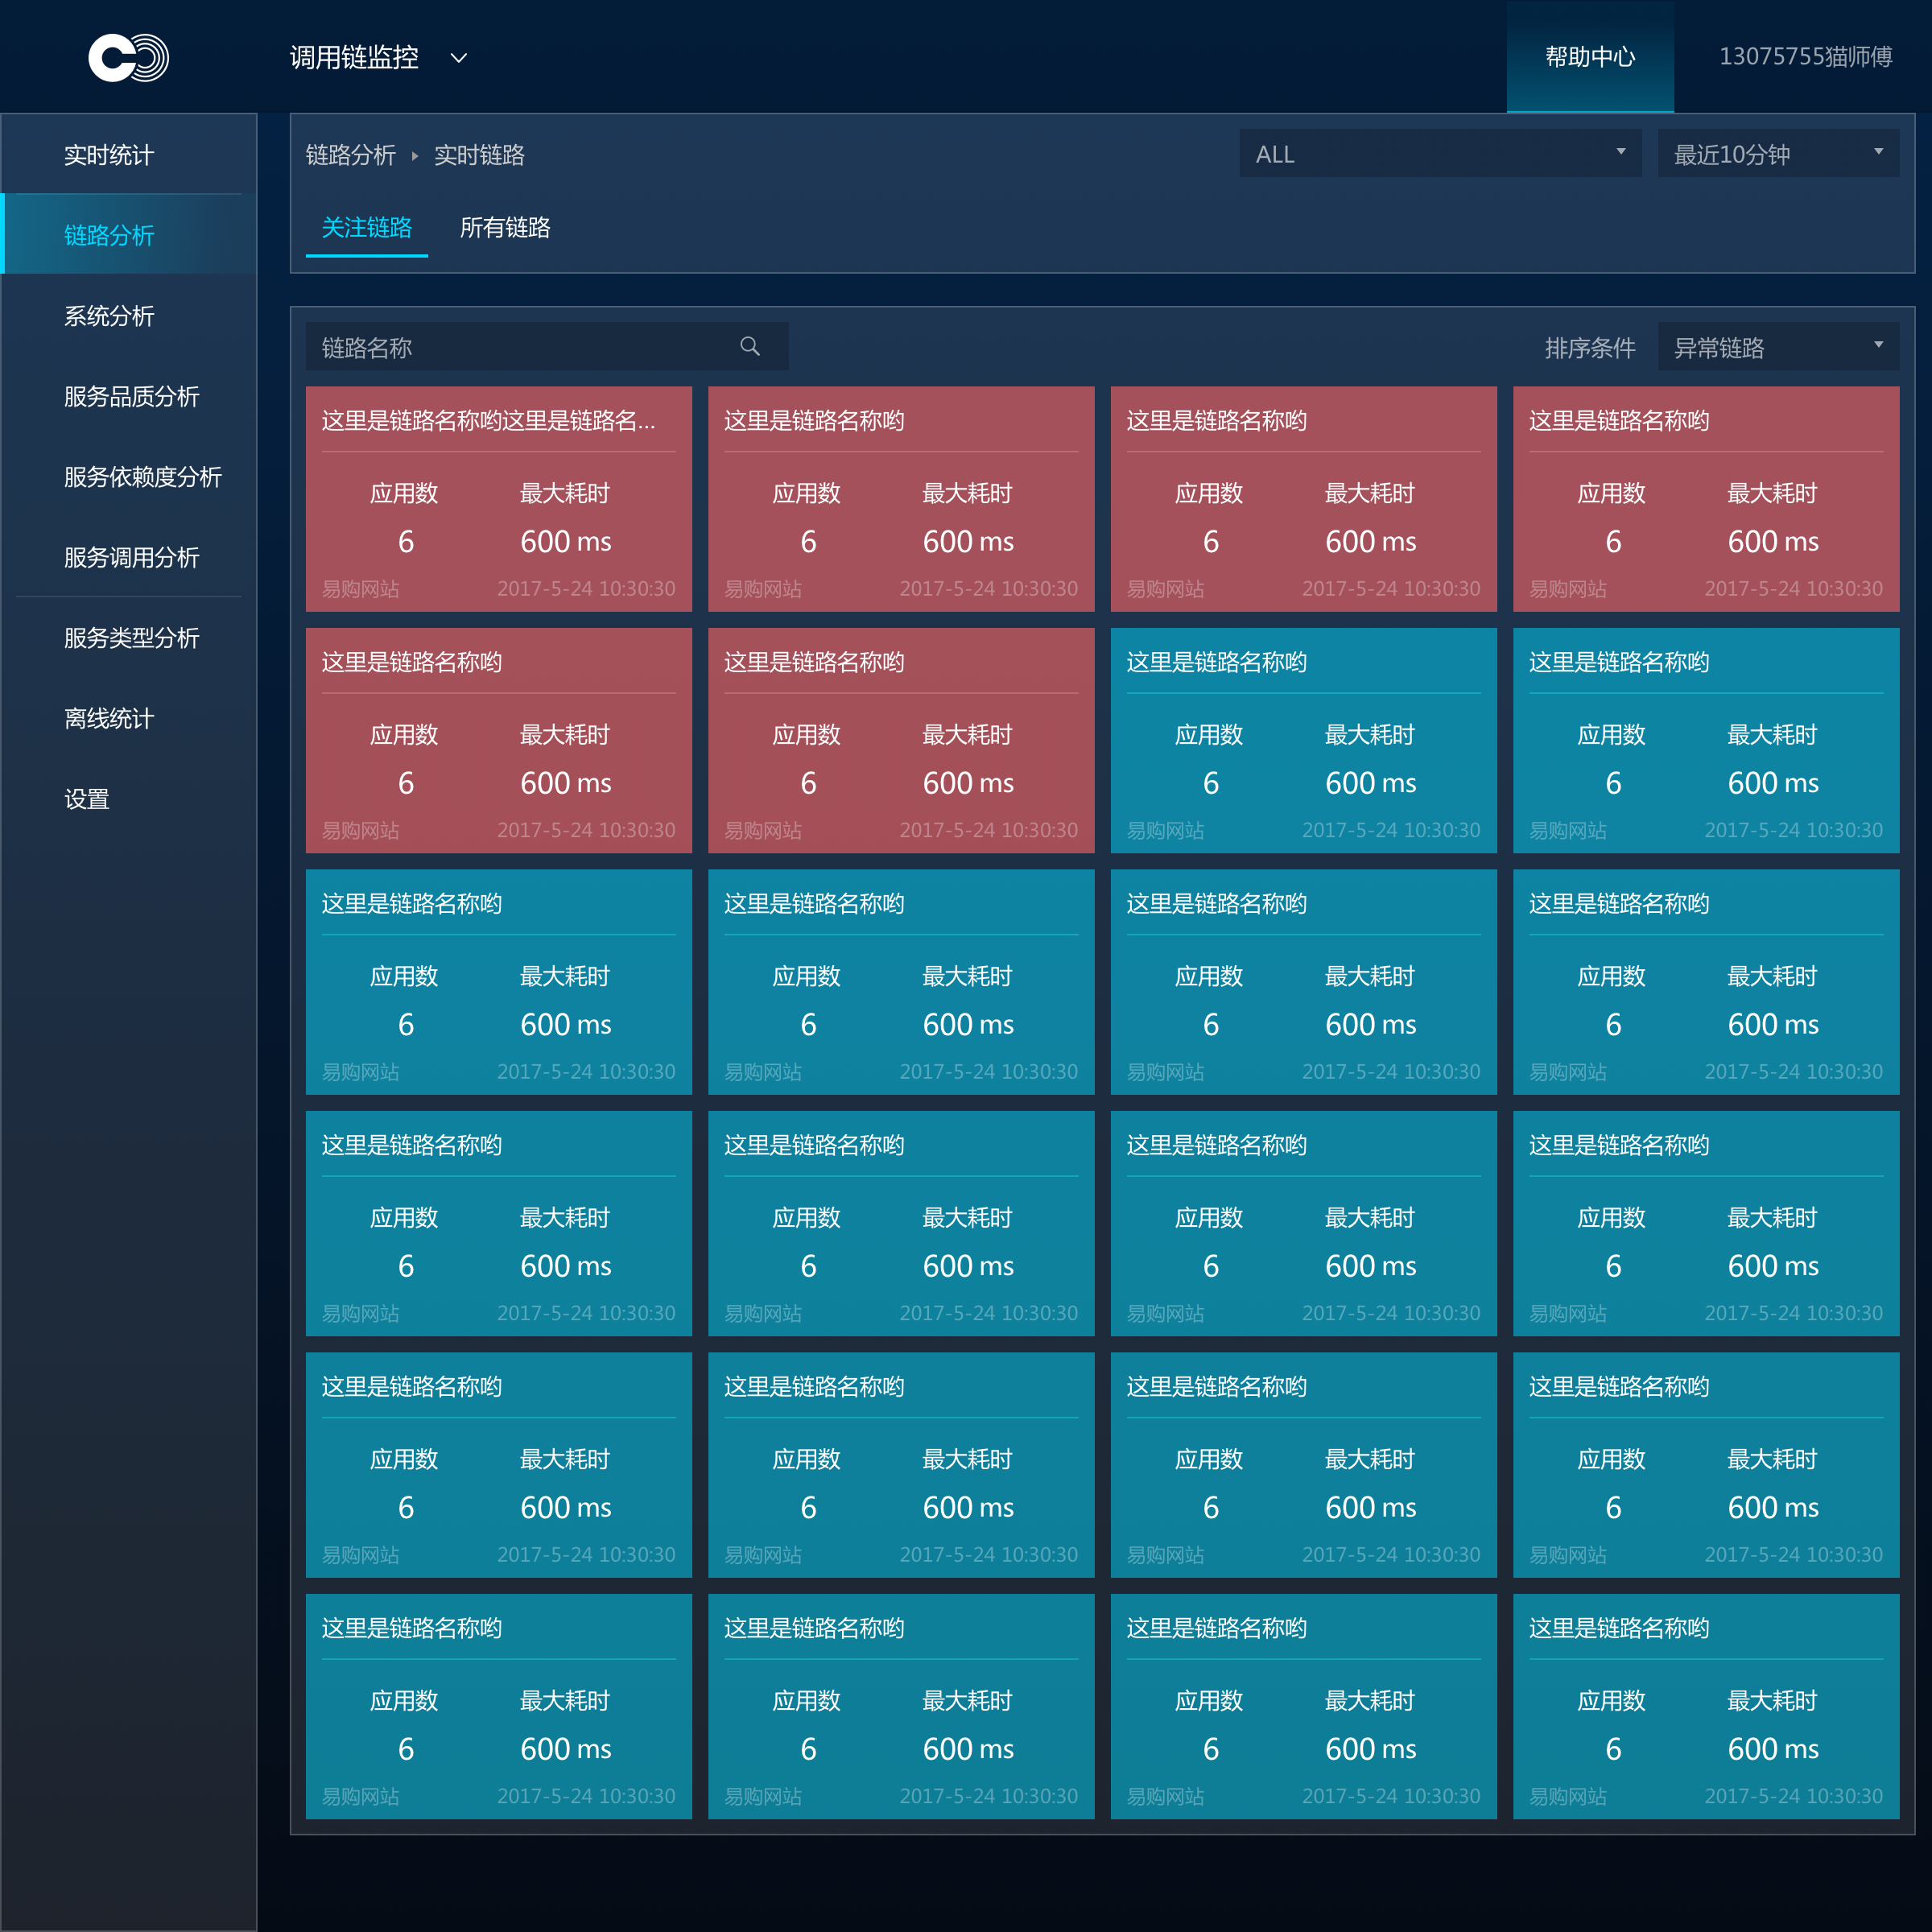 调用链监控
帮助中心
13075755猫师傅
实时统计
链路分析
系统分析
服务品质分析
服务依赖度分析
服务调用分析
服务类型分析
离线统计
设置
链路分析 实时链路
ALL
最近10分钟
关注链路 所有链路
链路名称
排序条件 异常链路
这里是链路名称哟这里是链路名... 这里是链路名称哟 这里是链路名称哟 这里是链路名称哟
应用数 最大耗时 应用数 最大耗时 应用数 最大耗时 应用数 最大耗时
6 600 ms 6 600 ms 6 600 ms 6 600 ms
易购网站 2017-5-24 10:30:30 易购网站 2017-5-24 10:30:30 易购网站 2017-5-24 10:30:30 易购网站 2017-5-24 10:30:30
这里是链路名称哟 这里是链路名称哟 这里是链路名称哟 这里是链路名称哟
应用数 最大耗时 应用数 最大耗时 应用数 最大耗时 应用数 最大耗时
6 600 ms 6 600 ms 6 600 ms 6 600 ms
易购网站 2017-5-24 10:30:30 易购网站 2017-5-24 10:30:30 易购网站 2017-5-24 10:30:30 易购网站 2017-5-24 10:30:30
这里是链路名称哟 这里是链路名称哟 这里是链路名称哟 这里是链路名称哟
应用数 最大耗时 应用数 最大耗时 应用数 最大耗时 应用数 最大耗时
6 600 ms 6 600 ms 6 600 ms 6 600 ms
易购网站 2017-5-24 10:30:30 易购网站 2017-5-24 10:30:30 易购网站 2017-5-24 10:30:30 易购网站 2017-5-24 10:30:30
这里是链路名称哟 这里是链路名称哟 这里是链路名称哟 这里是链路名称哟
应用数 最大耗时 应用数 最大耗时 应用数 最大耗时 应用数 最大耗时
6 600 ms 6 600 ms 6 600 ms 6 600 ms
易购网站 2017-5-24 10:30:30 易购网站 2017-5-24 10:30:30 易购网站 2017-5-24 10:30:30 易购网站 2017-5-24 10:30:30
这里是链路名称哟 这里是链路名称哟 这里是链路名称哟 这里是链路名称哟
应用数 最大耗时 应用数 最大耗时 应用数 最大耗时 应用数 最大耗时
6 600 ms 6 600 ms 6 600 ms 6 600 ms
易购网站 2017-5-24 10:30:30 易购网站 2017-5-24 10:30:30 易购网站 2017-5-24 10:30:30 易购网站 2017-5-24 10:30:30
这里是链路名称哟 这里是链路名称哟 这里是链路名称哟 这里是链路名称哟
应用数 最大耗时 应用数 最大耗时 应用数 最大耗时 应用数 最大耗时
6 600 ms 6 600 ms 6 600 ms 6 600 ms
易购网站 2017-5-24 10:30:30 易购网站 2017-5-24 10:30:30 易购网站 2017-5-24 10:30:30 易购网站 2017-5-24 10:30:30